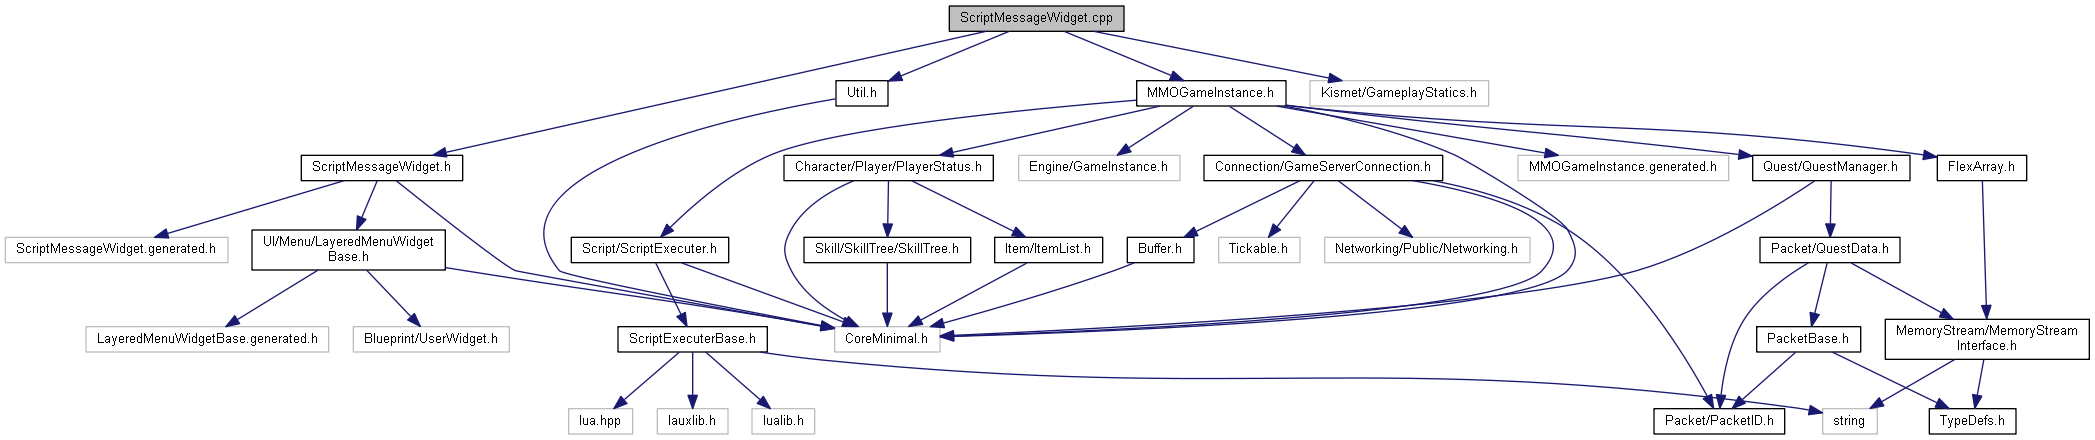 ScriptMessageWidget.cpp
Util.h
MMOGameInstance.h
Kismet/GameplayStatics.h
ScriptMessageWidget.h
Character/Player/PlayerStatus.h
Engine/GameInstance.h
Connection/GameServerConnection.h
MMOGameInstance.generated.h
Quest/QuestManager.h
FlexArray.h
ScriptMessageWidget.generated.h
UI/Menu/LayeredMenuWidget
Base.h
Script/ScriptExecuter.h
Skill/SkillTree/SkillTree.h
Item/ItemList.h
Buffer.h
Tickable.h
Networking/Public/Networking.h
Packet/QuestData.h
LayeredMenuWidgetBase.generated.h
Blueprint/UserWidget.h
ScriptExecuterBase.h
CoreMinimal.h
PacketBase.h
MemoryStream/MemoryStream
Interface.h
lua.hpp
lauxlib.h
lualib.h
Packet/PacketID.h
string
TypeDefs.h